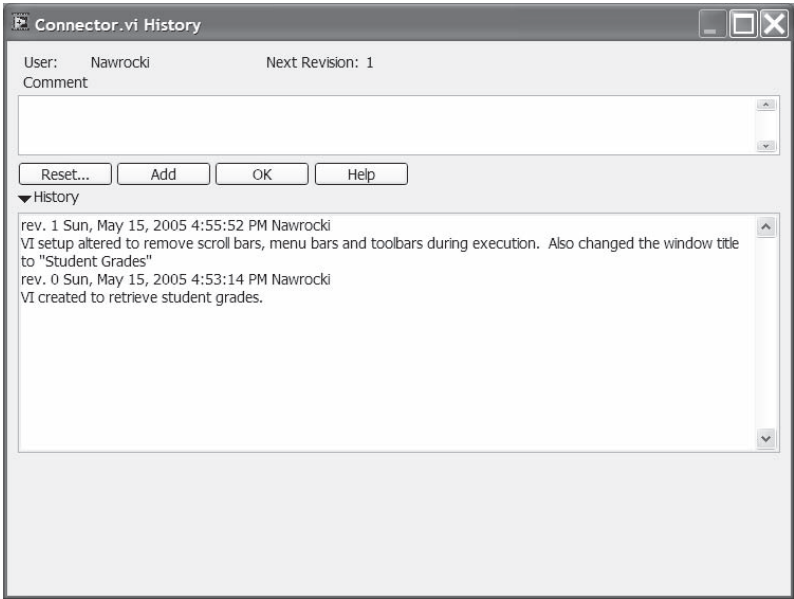 Connector.vi History
User: Nawrocki Next Revision: 1
Comment
Reset... Add OK Help
History
rev. 1 Sun, May 15, 2005 4:55:52 PM Nawrocki
VI setup altered to remove scroll bars, menu bars and toolbars during execution.  Also changed the window title
to "Student Grades"
rev. 0 Sun, May 15, 2005 4:53:14 PM Nawrocki
VI created to retrieve student grades.